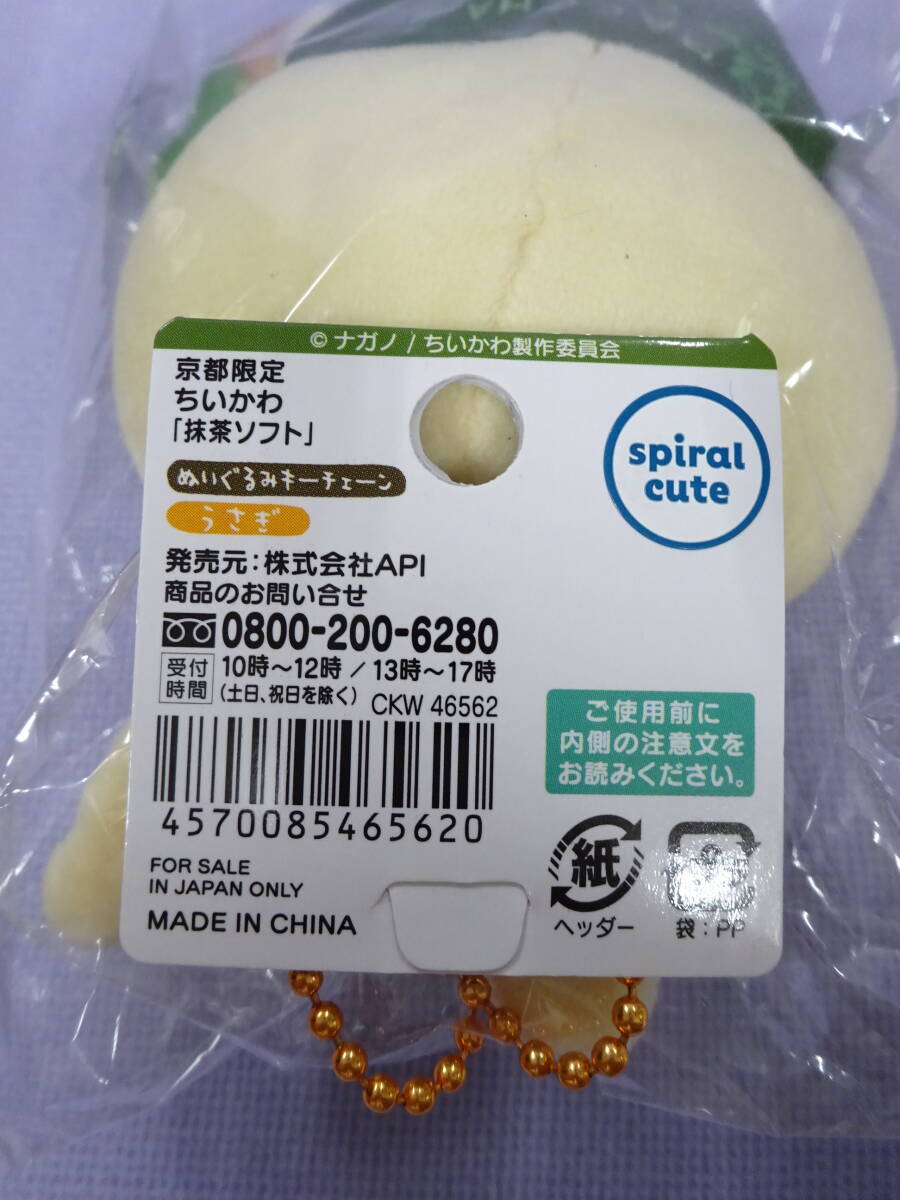 © ナガノ / ちいかわ製作委員会
京都限定
ちいかわ
「抹茶ソフト」
ぬいぐるみキーチェーン
うさぎ
spiral
cute
発売元：株式会社API
商品のお問い合せ
0800-200-6280
受付時間
10時～12時 / 13時～17時
(土日、祝日を除く)
CKW 46562
ご使用前に
内側の注意文を
お読みください。
4570085465620
FOR SALE
IN JAPAN ONLY
MADE IN CHINA
紙
ヘッダー
プラ
袋：PP